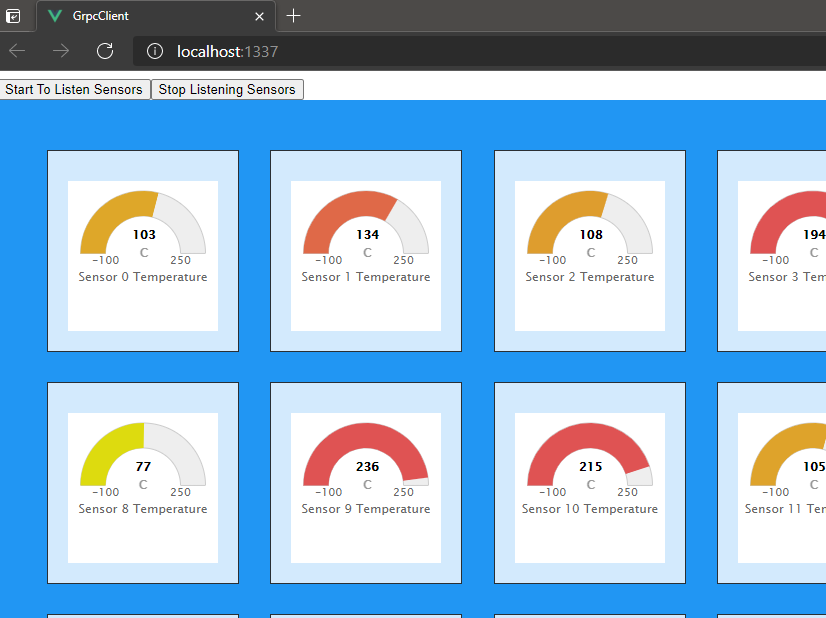 GrpcClient
localhost:1337
Start To Listen Sensors Stop Listening Sensors
103
C
-100 250
Sensor 0 Temperature
134
C
-100 250
Sensor 1 Temperature
108
C
-100 250
Sensor 2 Temperature
194
C
-100
Sensor 3 Tem
77
C
-100 250
Sensor 8 Temperature
236
C
-100 250
Sensor 9 Temperature
215
C
-100 250
Sensor 10 Temperature
105
C
-100
Sensor 11 Tem